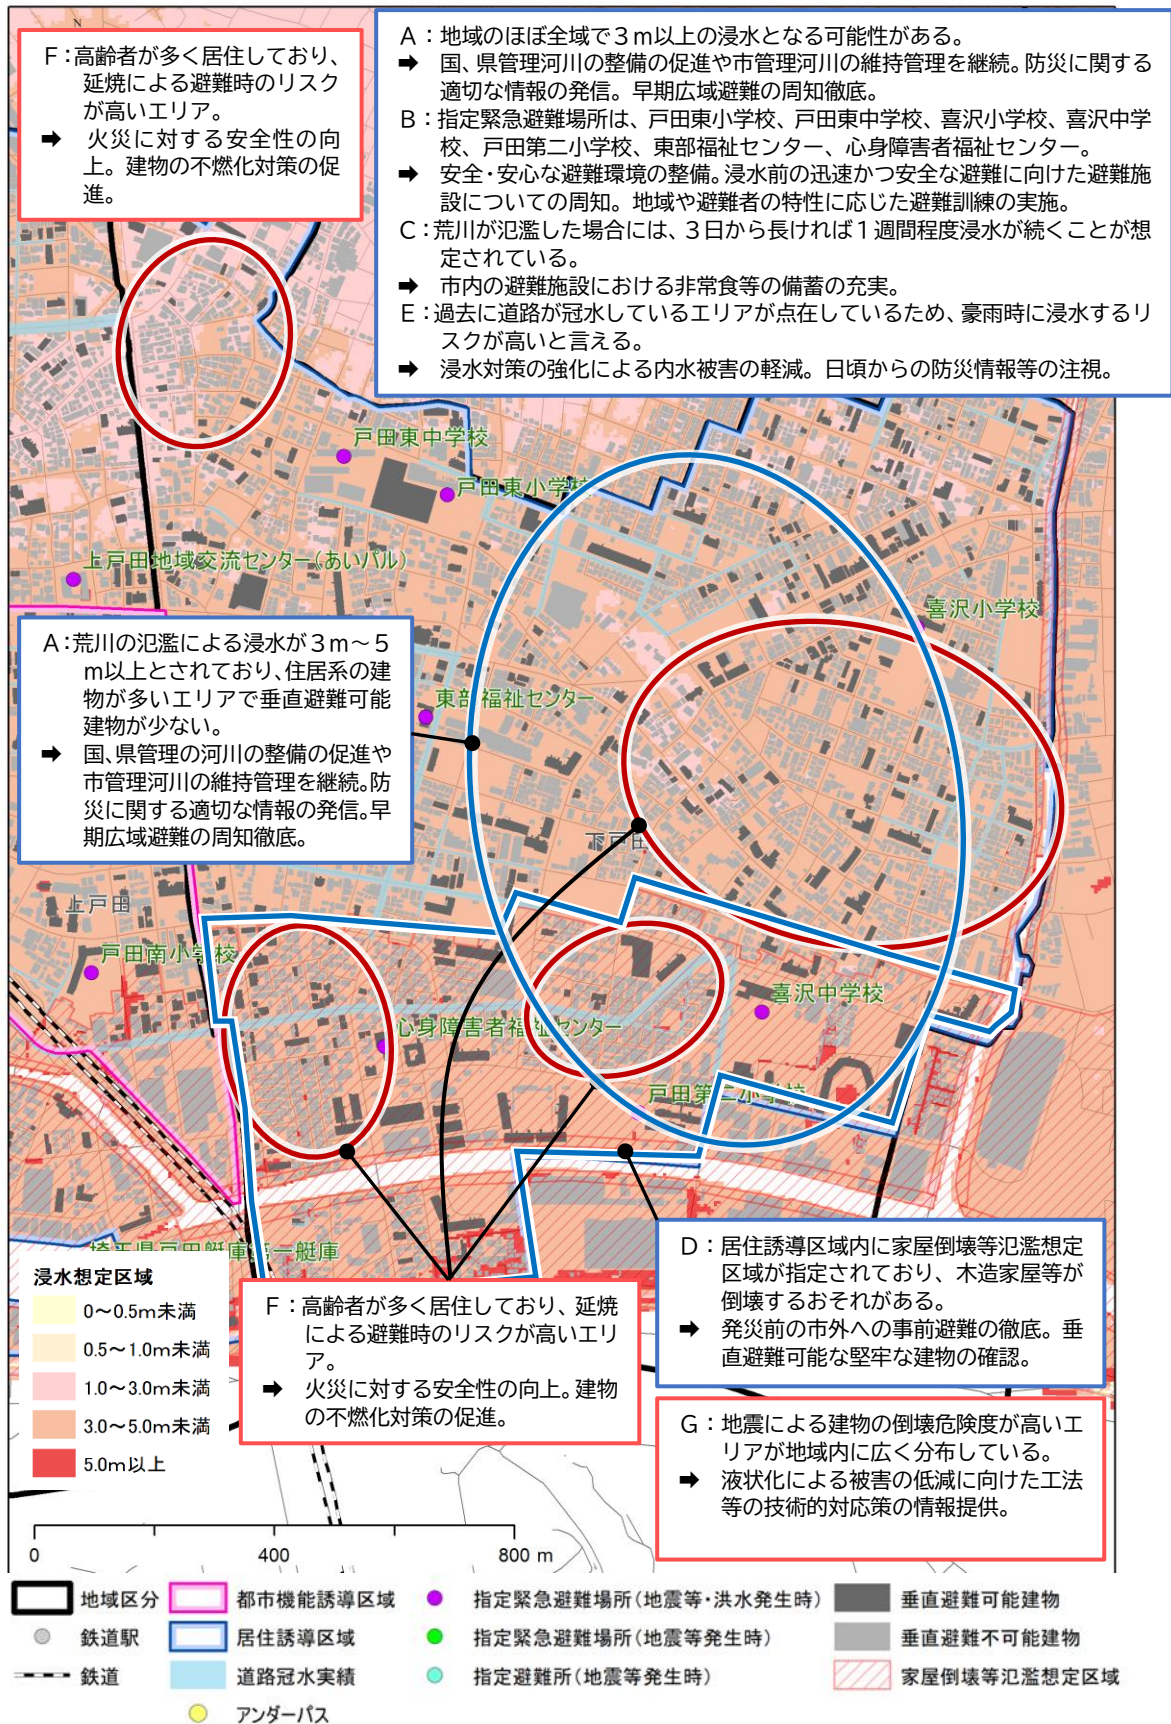 N
F：高齢者が多く居住しており、
延焼による避難時のリスク
が高いエリア。
➡ 火災に対する安全性の向
上。建物の不燃化対策の促
進。
A：地域のほぼ全域で３ｍ以上の浸水となる可能性がある。
➡ 国、県管理河川の整備の促進や市管理河川の維持管理を継続。防災に関する
適切な情報の発信。早期広域避難の周知徹底。
B：指定緊急避難場所は、戸田東小学校、戸田東中学校、喜沢小学校、喜沢中学
校、戸田第二小学校、東部福祉センター、心身障害者福祉センター。
➡ 安全・安心な避難環境の整備。浸水前の迅速かつ安全な避難に向けた避難施
設についての周知。地域や避難者の特性に応じた避難訓練の実施。
C：荒川が氾濫した場合には、３日から長ければ１週間程度浸水が続くことが想
定されている。
➡ 市内の避難施設における非常食等の備蓄の充実。
E：過去に道路が冠水しているエリアが点在しているため、豪雨時に浸水するリ
スクが高いと言える。
➡ 浸水対策の強化による内水被害の軽減。日頃からの防災情報等の注視。
戸田東中学校
戸田東小学校
上戸田地域交流センター(あいパル)
喜沢小学校
A：荒川の氾濫による浸水が３ｍ～５
ｍ以上とされており、住居系の建
物が多いエリアで垂直避難可能
建物が少ない。
➡ 国、県管理の河川の整備の促進や
市管理河川の維持管理を継続。防
災に関する適切な情報の発信。早
期広域避難の周知徹底。
東部福祉センター
下戸田
上戸田
戸田南小学校
喜沢中学校
心身障害者福祉センター
戸田第二小学校
埼玉県戸田艇庫第一艇庫
D：居住誘導区域内に家屋倒壊等氾濫想定
区域が指定されており、木造家屋等が
倒壊するおそれがある。
➡ 発災前の市外への事前避難の徹底。垂
直避難可能な堅牢な建物の確認。
F：高齢者が多く居住しており、延焼
による避難時のリスクが高いエリ
ア。
➡ 火災に対する安全性の向上。建物
の不燃化対策の促進。
G：地震による建物の倒壊危険度が高いエ
リアが地域内に広く分布している。
➡ 液状化による被害の低減に向けた工法
等の技術的対応策の情報提供。
浸水想定区域
0～0.5m未満
0.5～1.0m未満
1.0～3.0m未満
3.0～5.0m未満
5.0m以上
0 400 800 m
地域区分 都市機能誘導区域 指定緊急避難場所(地震等・洪水発生時) 垂直避難可能建物
鉄道駅 居住誘導区域 指定緊急避難場所(地震等発生時) 垂直避難不可能建物
鉄道 道路冠水実績 指定避難所(地震等発生時) 家屋倒壊等氾濫想定区域
アンダーパス